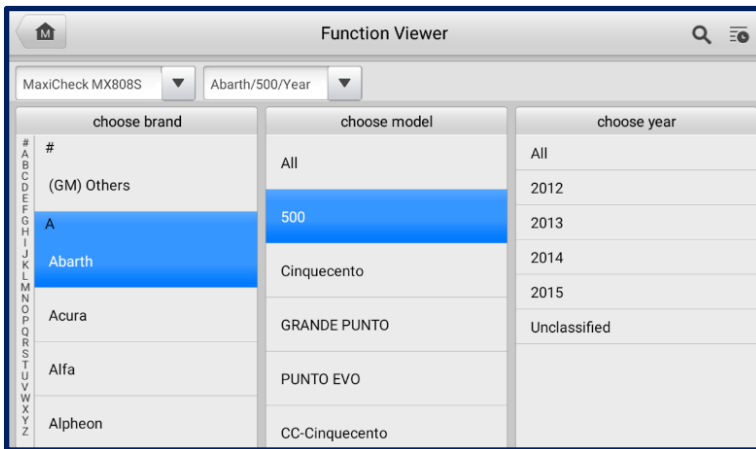 M
Function Viewer
MaxiCheck MX808S
Abarth/500/Year
choose brand
#
A
B
C
D
E
F
G
H
I
J
K
L
M
N
O
P
Q
R
S
T
U
V
W
X
Y
Z
#
(GM) Others
A
Abarth
Acura
Alfa
Alpheon
choose model
All
500
Cinquecento
GRANDE PUNTO
PUNTO EVO
CC-Cinquecento
choose year
All
2012
2013
2014
2015
Unclassified